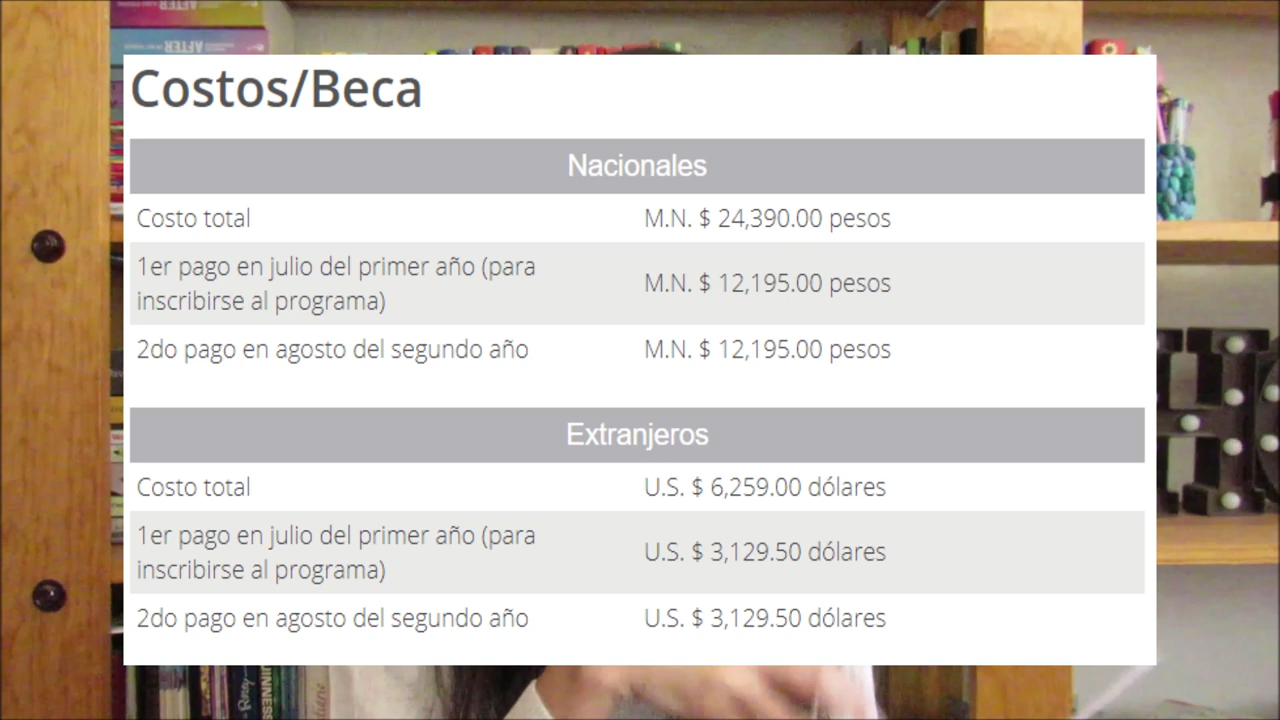 AFTER
AFTER
Costos/Beca
Nacionales
Costo total M.N. $ 24,390.00 pesos
1er pago en julio del primer año (para
inscribirse al programa) M.N. $ 12,195.00 pesos
2do pago en agosto del segundo año M.N. $ 12,195.00 pesos
Extranjeros
Costo total U.S. $ 6,259.00 dólares
1er pago en julio del primer año (para
inscribirse al programa) U.S. $ 3,129.50 dólares
2do pago en agosto del segundo año U.S. $ 3,129.50 dólares